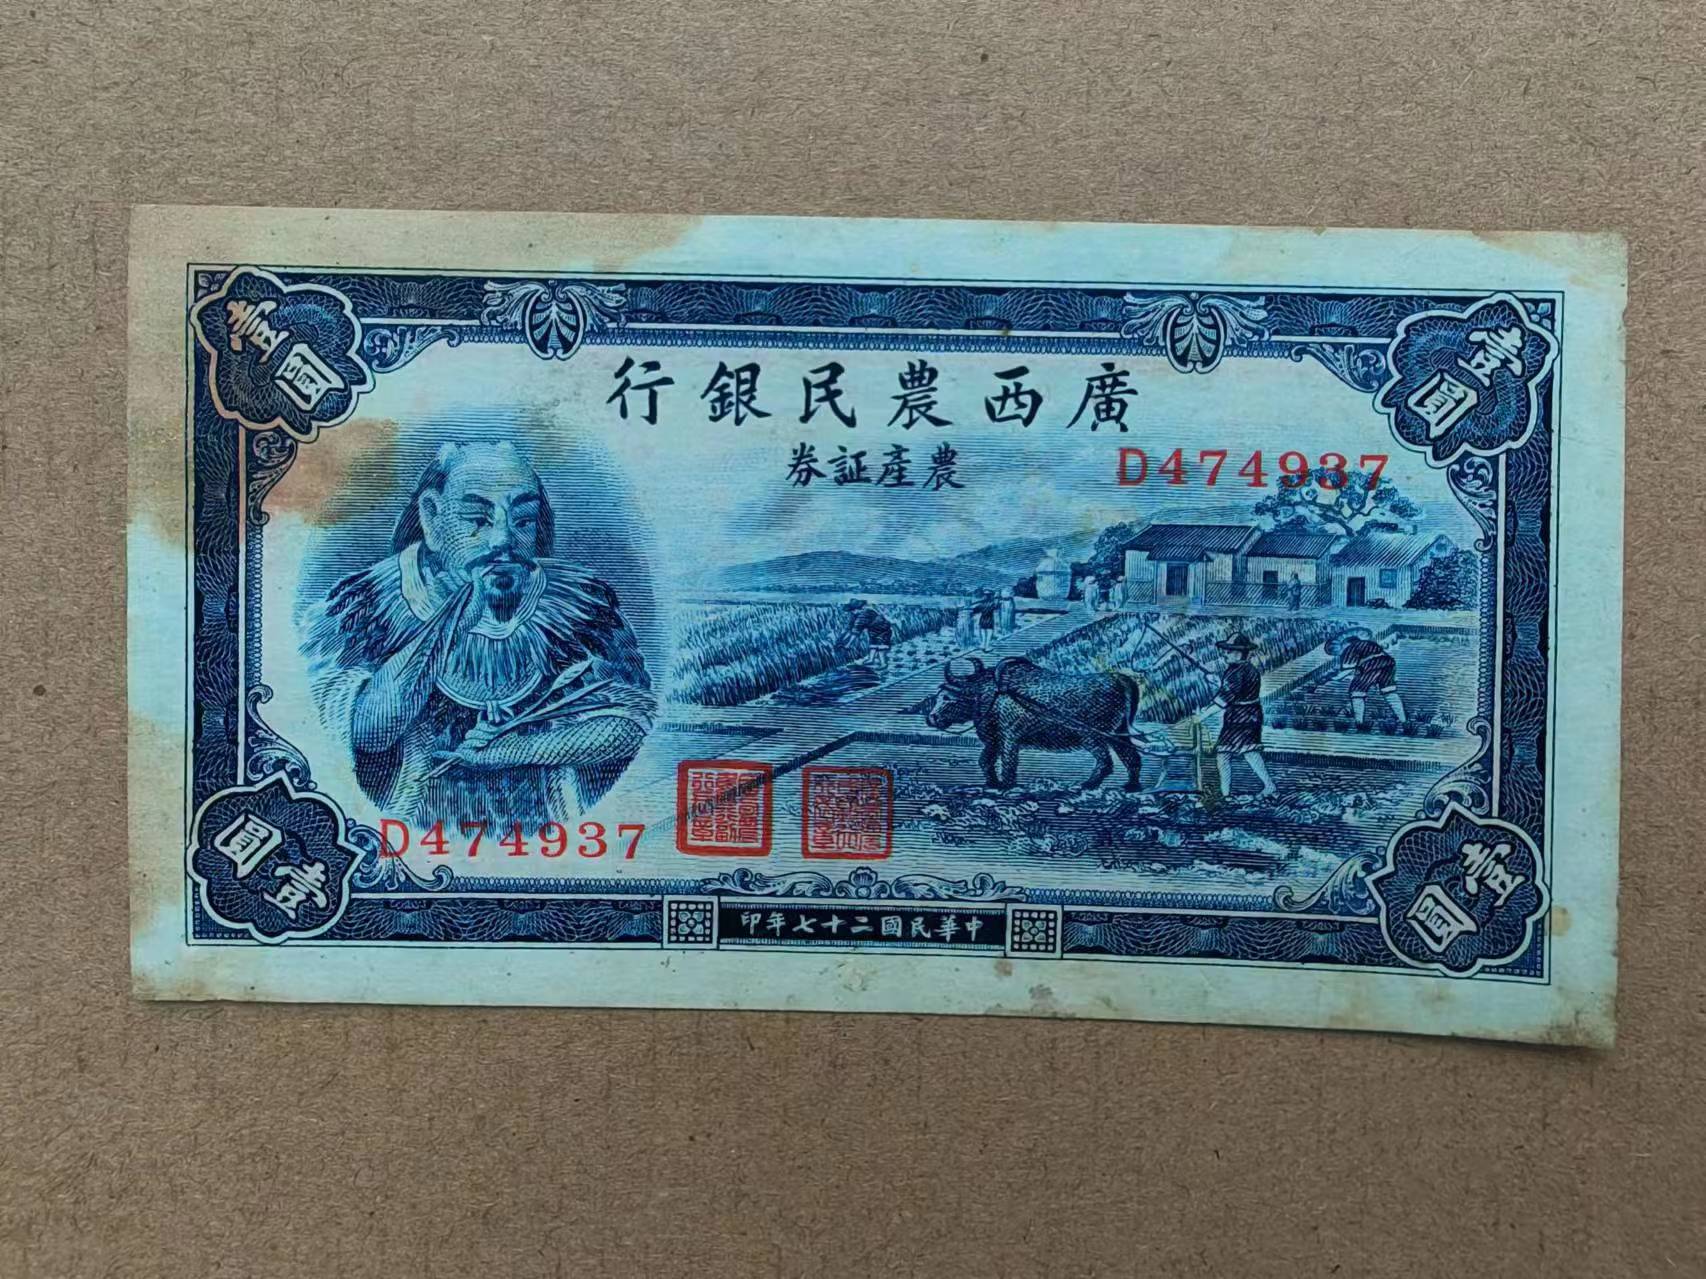 壹圓
壹圓
廣西農民銀行
農產証券
D474937
D474937
壹圓
中華民國二十七年印
壹圓